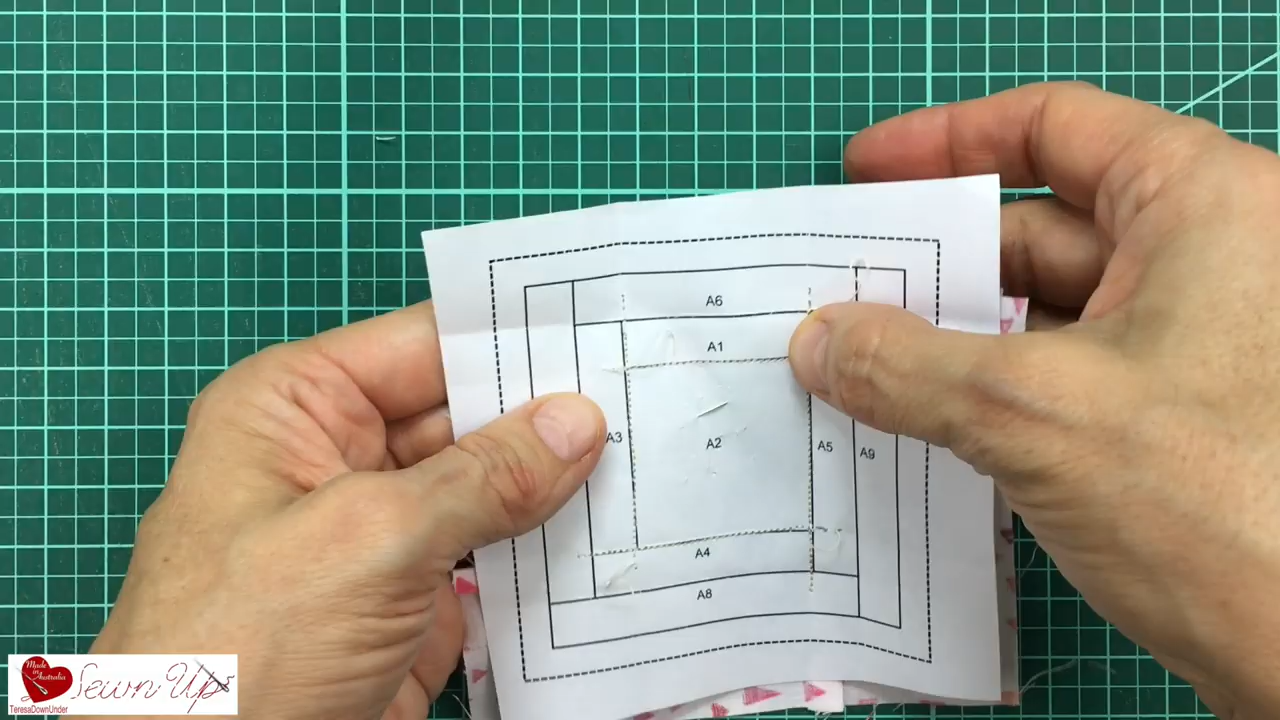 A6
A1
A3
A2
A5
A9
A4
A8
Made
in
Australia
Sewn Up
TeresaDownUnder